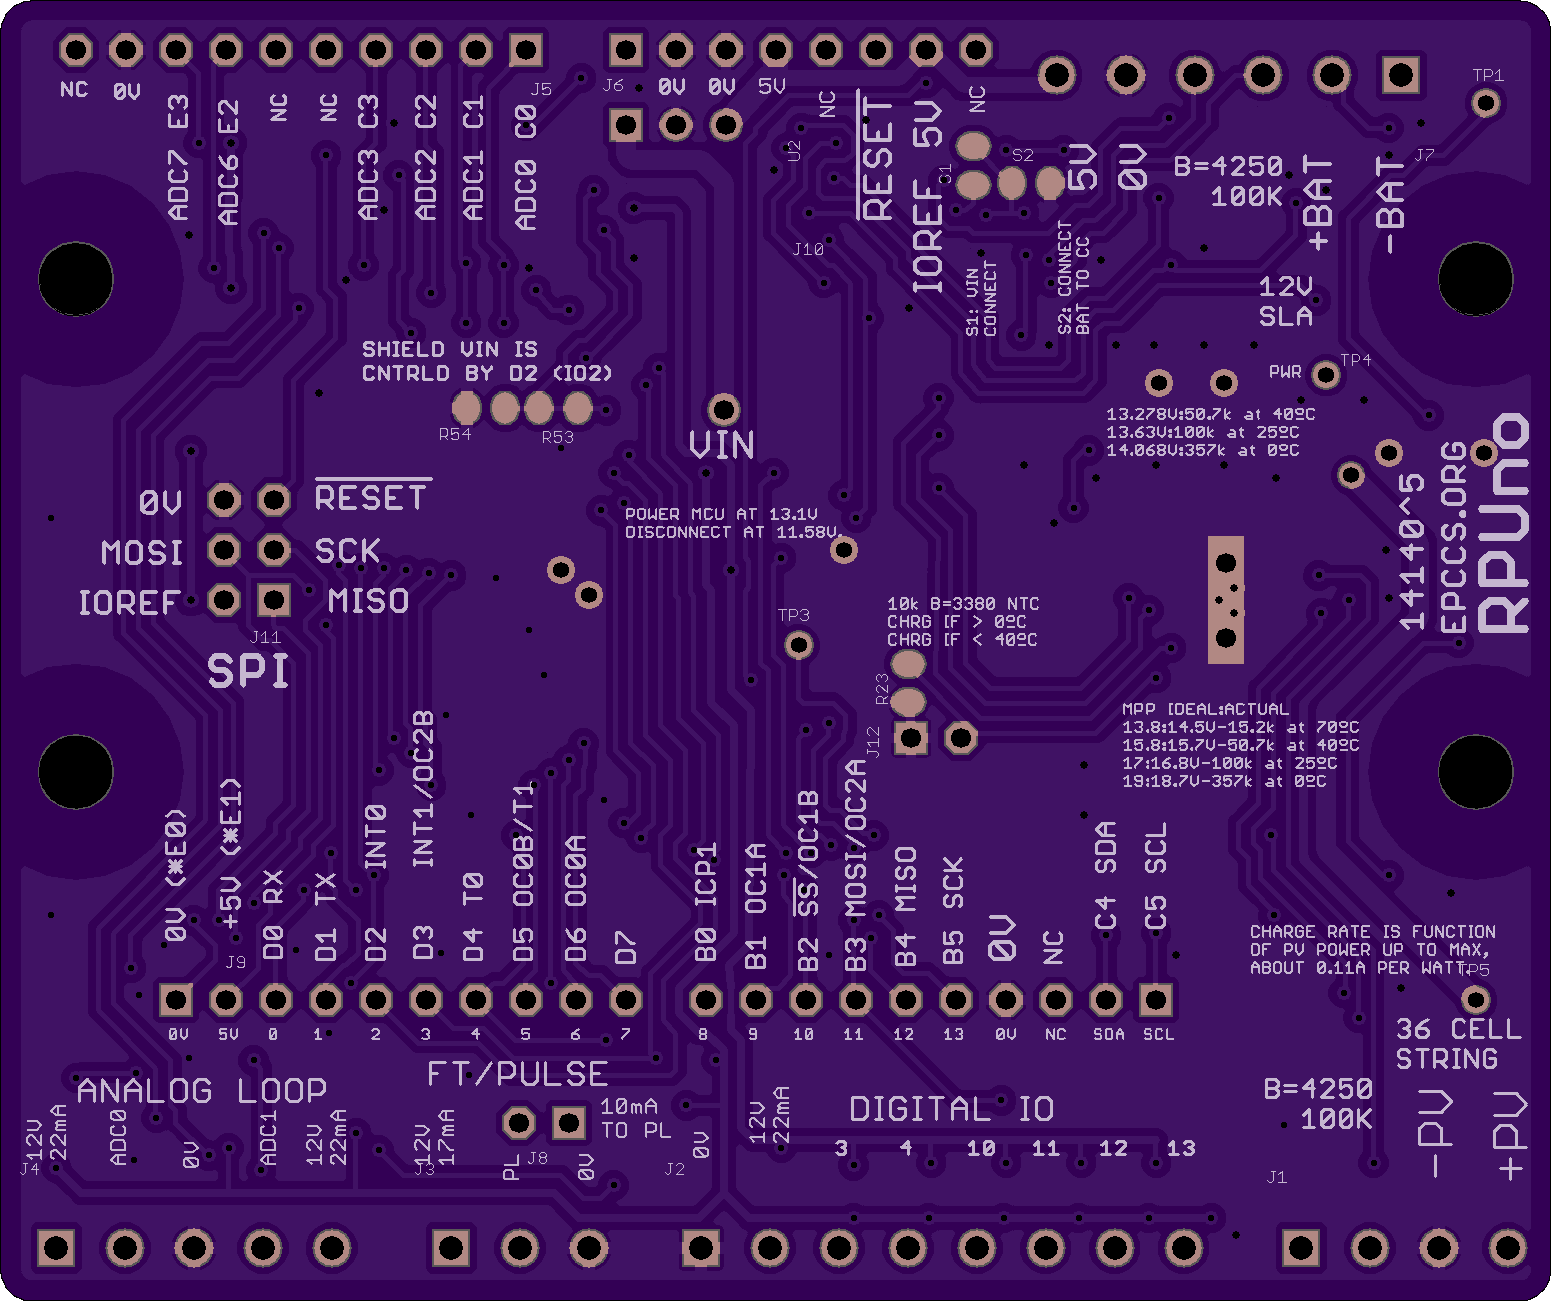 NC
0V
ADC7 E3
ADC6 E2
NC
NC
ADC3 C3
ADC2 C2
ADC1 C1
ADC0 C0
J5
J6
0V
0V
5V
NC
RESET
IOREF 5V
NC
U2
J10
S1
S2
5V
0V
S1: VIN
CONNECT
S2: CONNECT
BAT TO CC
B=4250
100K
+BAT
-BAT
J7
TP1
12V
SLA
SHIELD VIN IS
CNTRLD BY D2 (IO2)
R54
R53
VIN
PWR
TP4
13.278V:50.7k at 40ºC
13.63V:100k at 25ºC
14.068V:357k at 0ºC
0V
RESET
MOSI
SCK
IOREF
MISO
J11
SPI
POWER MCU AT 13.1V
DISCONNECT AT 11.58V.
14140^5
EPCCS.ORG
RPUno
TP3
10k B=3380 NTC
CHRG IF > 0ºC
CHRG IF < 40ºC
R23
J12
MPP IDEAL:ACTUAL
13.8:14.5V-15.2k at 70ºC
15.8:15.7V-50.7k at 40ºC
17:16.8V-100k at 25ºC
19:18.7V-357k at 0ºC
0V (*E0)
+5V (*E1)
D0 RX
D1 TX
D2 INT0
D3 INT1/OC2B
D4 T0
D5 OC0B/T1
D6 OC0A
D7
B0 ICP1
B1 OC1A
B2 SS/OC1B
B3 MOSI/OC2A
B4 MISO
B5 SCK
0V
NC
C4 SDA
C5 SCL
J9
CHARGE RATE IS FUNCTION
OF PV POWER UP TO MAX,
ABOUT 0.11A PER WATT.
TP5
0V 5V 0 1 2 3 4 5 6 7 8 9 10 11 12 13 0V NC SDA SCL
36 CELL
STRING
ANALOG LOOP
FT/PULSE
10mA
TO PL
DIGITAL IO
B=4250
100K
-PV
+PV
12V
22mA
ADC0
0V
ADC1
12V
22mA
12V
17mA
PL
0V
0V
12V
22mA
3 4 10 11 12 13
J4
J3
J8
J2
J1